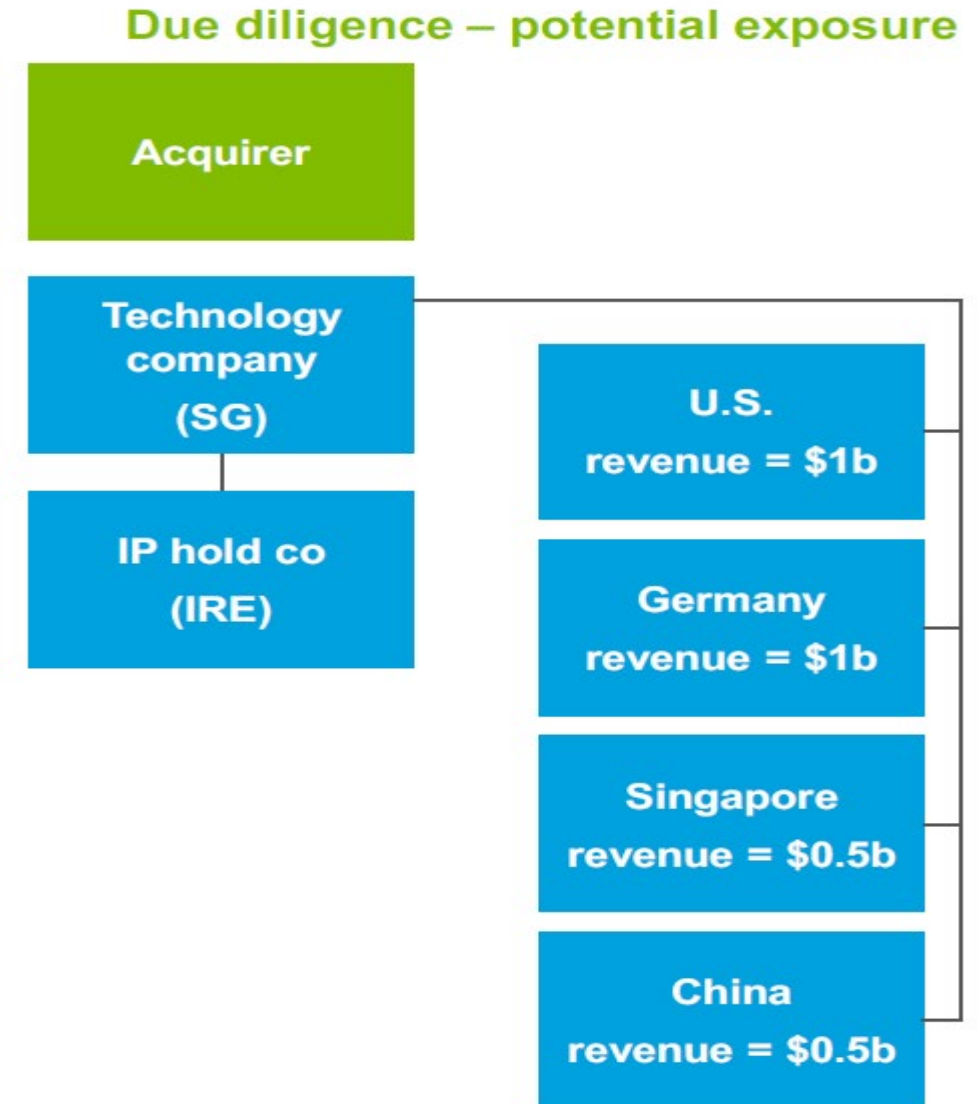 Due diligence – potential exposure
Acquirer
Technology
company
(SG)
IP hold co
(IRE)
U.S.
revenue = $1b
Germany
revenue = $1b
Singapore
revenue = $0.5b
China
revenue = $0.5b